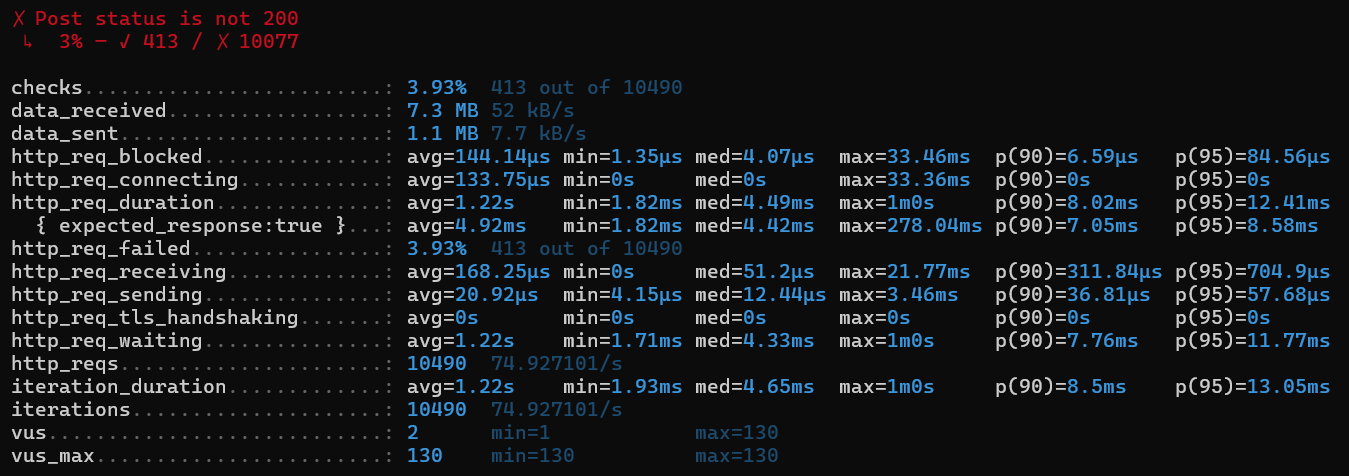 ✗ Post status is not 200
↳  3% — ✓ 413 / ✗ 10077
checks.........................: 3.93%  413 out of 10490
data_received..................: 7.3 MB 52 kB/s
data_sent......................: 1.1 MB 7.7 kB/s
http_req_blocked...............: avg=144.14µs min=1.35µs med=4.07µs  max=33.46ms  p(90)=6.59µs   p(95)=84.56µs
http_req_connecting............: avg=133.75µs min=0s     med=0s      max=33.36ms  p(90)=0s       p(95)=0s
http_req_duration..............: avg=1.22s    min=1.82ms med=4.49ms  max=1m0s     p(90)=8.02ms   p(95)=12.41ms
  { expected_response:true }...: avg=4.92ms   min=1.82ms med=4.42ms  max=278.04ms p(90)=7.05ms   p(95)=8.58ms
http_req_failed................: 3.93%  413 out of 10490
http_req_receiving.............: avg=168.25µs min=0s     med=51.2µs  max=21.77ms  p(90)=311.84µs p(95)=704.9µs
http_req_sending...............: avg=20.92µs  min=4.15µs med=12.44µs max=3.46ms   p(90)=36.81µs  p(95)=57.68µs
http_req_tls_handshaking.......: avg=0s       min=0s     med=0s      max=0s       p(90)=0s       p(95)=0s
http_req_waiting...............: avg=1.22s    min=1.71ms med=4.33ms  max=1m0s     p(90)=7.76ms   p(95)=11.77ms
http_reqs......................: 10490  74.927101/s
iteration_duration.............: avg=1.22s    min=1.93ms med=4.65ms  max=1m0s     p(90)=8.5ms    p(95)=13.05ms
iterations.....................: 10490  74.927101/s
vus............................: 2      min=1            max=130
vus_max........................: 130    min=130          max=130